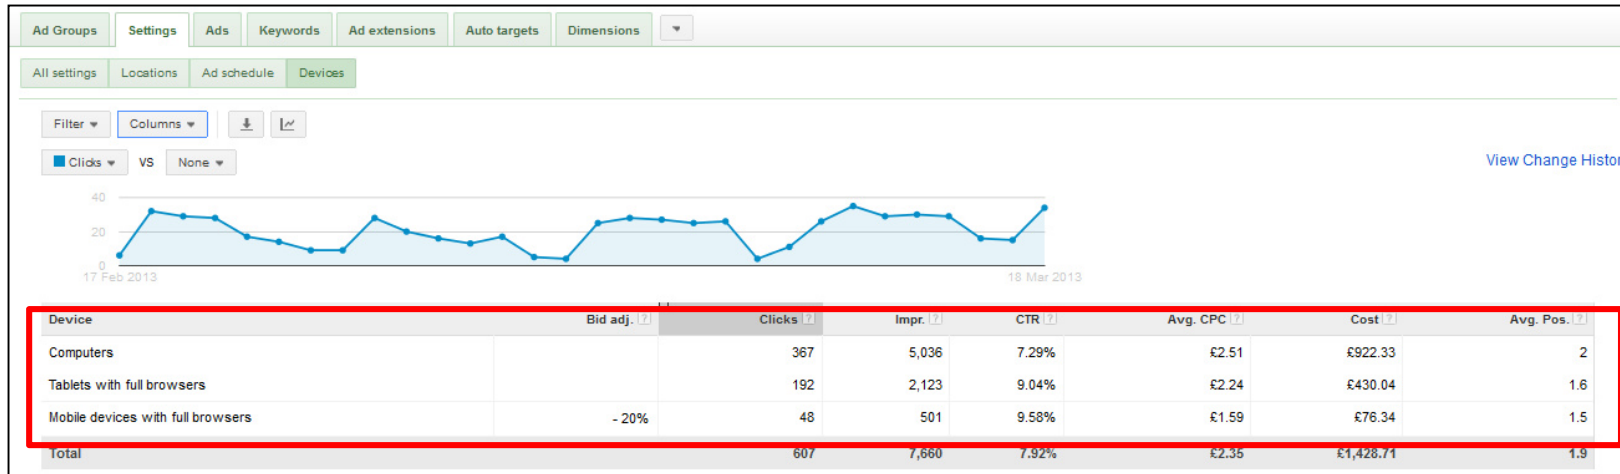 Ad Groups Settings Ads Keywords Ad extensions Auto targets Dimensions
All settings Locations Ad schedule Devices
Filter Columns
Clicks VS None
View Change Histor
40
20
0
17 Feb 2013 18 Mar 2013
Device Bid adj. ? Clicks ? Impr. ? CTR ? Avg. CPC ? Cost ? Avg. Pos. ?
Computers 367 5,036 7.29% £2.51 £922.33 2
Tablets with full browsers 192 2,123 9.04% £2.24 £430.04 1.6
Mobile devices with full browsers - 20% 48 501 9.58% £1.59 £76.34 1.5
Total 607 7,660 7.92% £2.35 £1,428.71 1.9